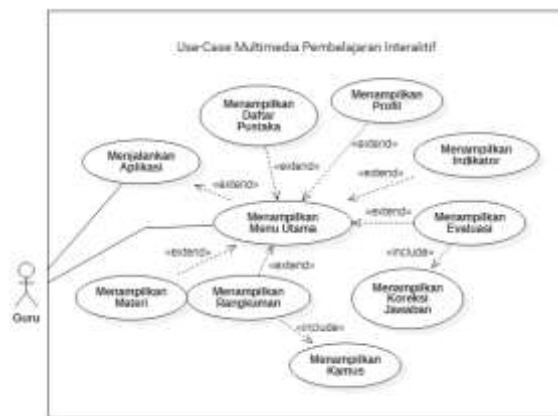 Use-Case Multimedia Pembelajaran Interaktif
Menampilkan
Daftar
Pustaka
Menampilkan
Profil
Menjalankan
Aplikasi
«extend»
«extend»
Menampilkan
Indikator
«extend»
«extend»
Menampilkan
Menu Utama
«extend»
Menampilkan
Evaluasi
«extend»
«extend»
«include»
Guru
Menampilkan
Materi
Menampilkan
Rangkuman
Menampilkan
Koreksi
Jawaban
«include»
Menampilkan
Kamus